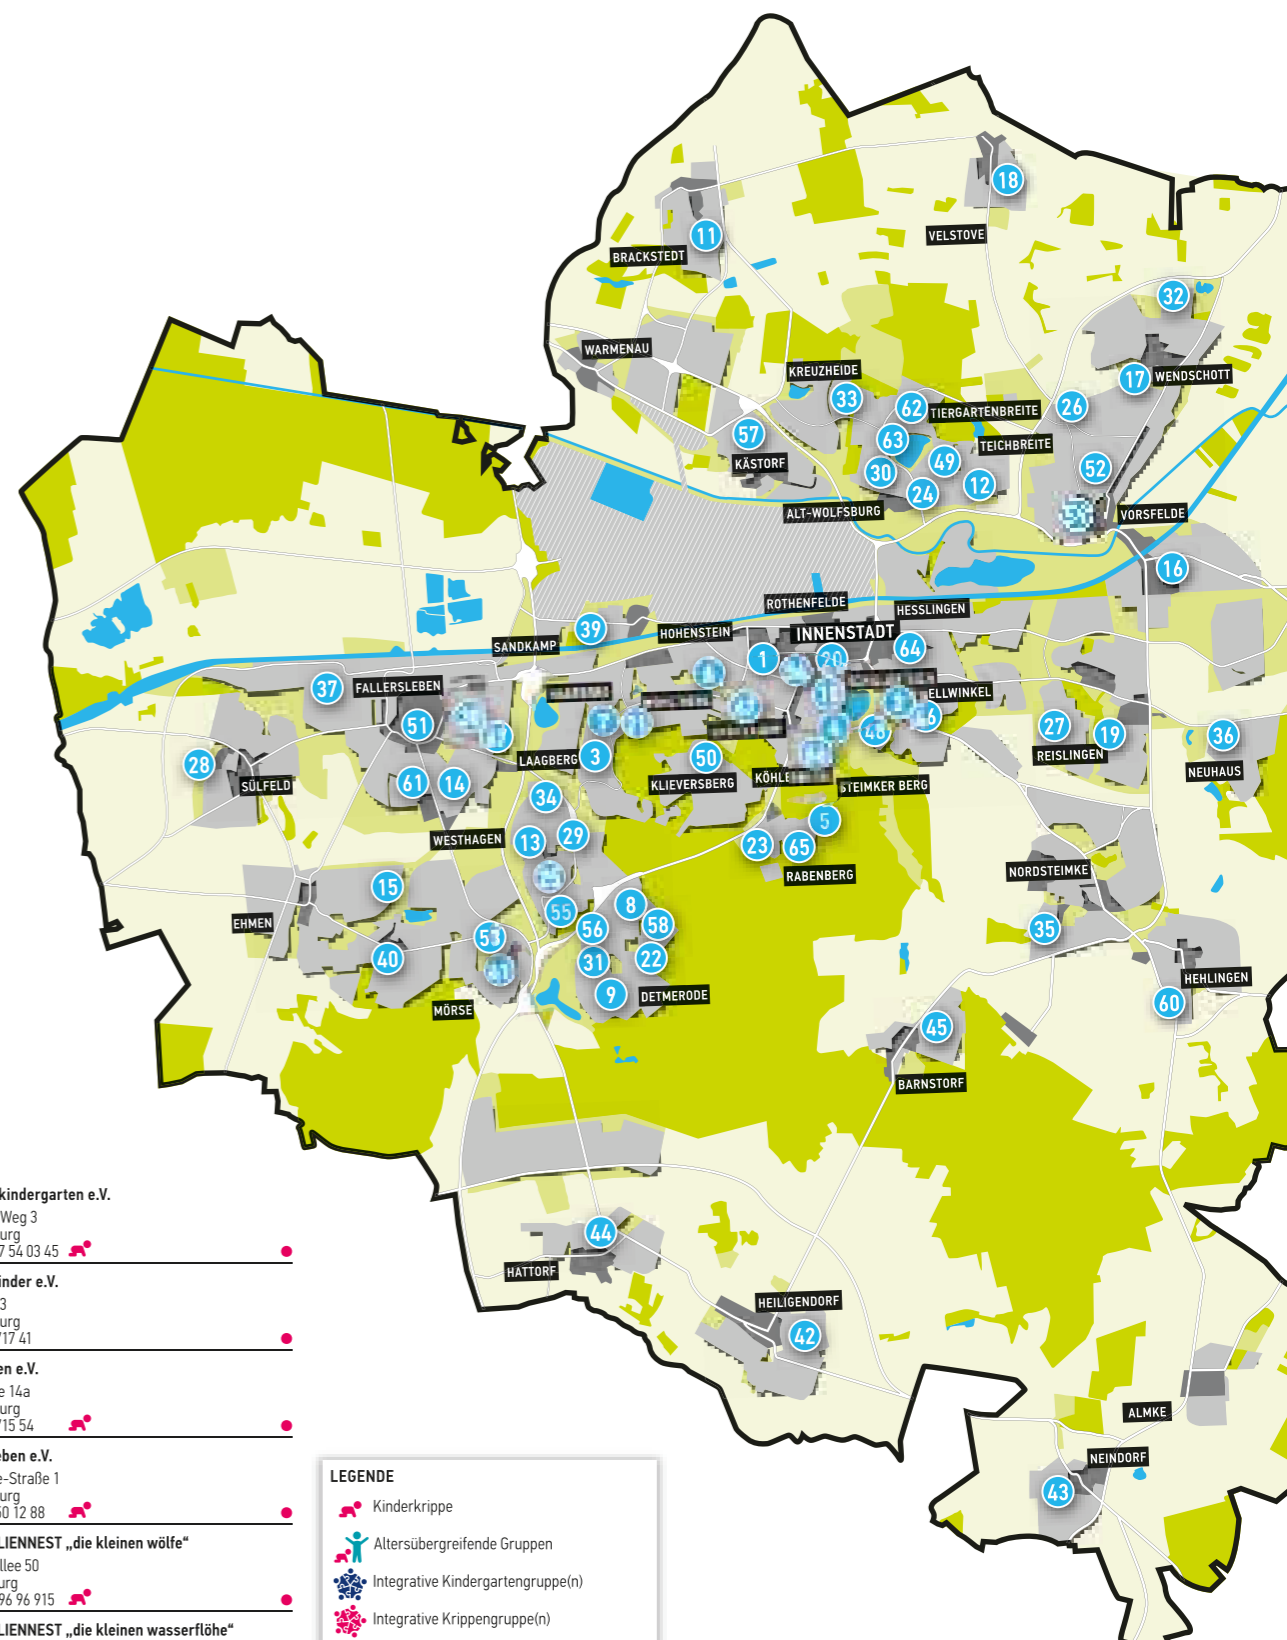 18
VELSTOVE
11
BRACKSTEDT
32
WARMENAU
KREUZHEIDE
33
17
WENDSCHOTT
26
62
TIERGARTENBREITE
57
63
TEICHBREITE
KÄSTORF
30
49
52
24
12
ALT-WOLFSBURG
VORSFELDE
16
ROTHENFELDE
HESSLINGEN
39
HOHENSTEIN
INNENSTADT
SANDKAMP
1
20
64
37
FALLERSLEBEN
ELLWINKEL
51
27
19
36
48
REISLINGEN
NEUHAUS
28
LAAGBERG
3
50
SÜLFELD
61
14
KLIEVERSBERG
STEIMKER BERG
34
5
WESTHAGEN
13
29
23
65
RABENBERG
NORDSTEIMKE
15
8
EHMEN
55
56
58
35
40
31
22
9
DETMERODE
HEHLINGEN
MÖRSE
60
45
BARNSTORF
44
HATTORF
HEILIGENDORF
42
ALMKE
NEINDORF
43
kindergarten e.V.
Weg 3
urg
7 54 03 45
inder e.V.
3
urg
717 41
en e.V.
e 14a
urg
715 54
eben e.V.
e-Straße 1
urg
50 12 88
LIENNEST „die kleinen wölfe“
llee 50
urg
96 96 915
LIENNEST „die kleinen wasserflöhe“
LEGENDE
Kinderkrippe
Altersübergreifende Gruppen
Integrative Kindergartengruppe(n)
Integrative Krippengruppe(n)